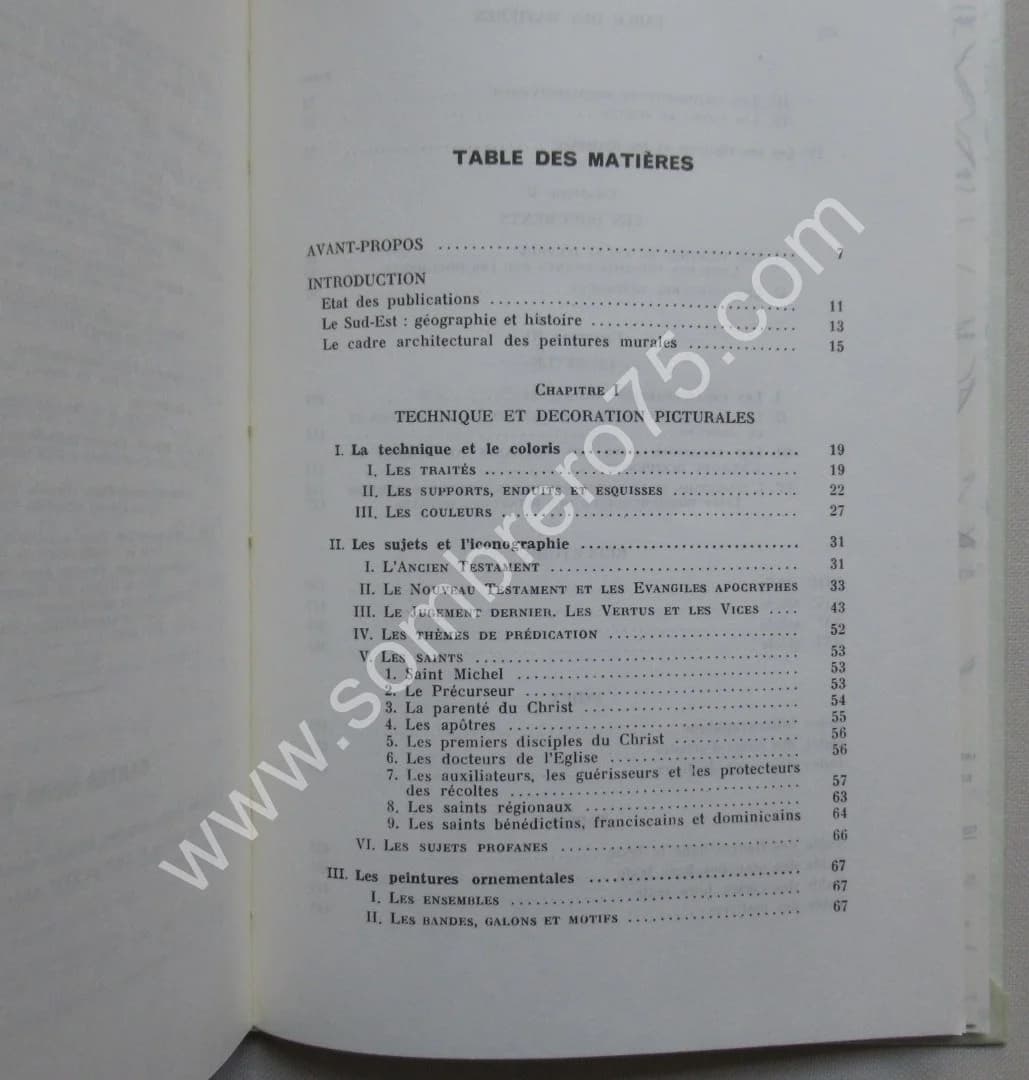 TABLE DES MATIÈRES
AVANT-PROPOS ........ 7
INTRODUCTION
Etat des publications ........ 11
Le Sud-Est : géographie et histoire ........ 13
Le cadre architectural des peintures murales ........ 15
CHAPITRE I
TECHNIQUE ET DECORATION PICTURALES
I. La technique et le coloris ........ 19
I. LES TRAITÉS ........ 19
II. LES SUPPORTS, ENDUITS ET ESQUISSES ........ 22
III. LES COULEURS ........ 27
II. Les sujets et l'iconographie ........ 31
I. L'ANCIEN TESTAMENT ........ 31
II. LE NOUVEAU TESTAMENT ET LES EVANGILES APOCRYPHES 33
III. LE JUGEMENT DERNIER. LES VERTUS ET LES VICES .... 43
IV. LES THÈMES DE PRÉDICATION ........ 52
V. LES SAINTS ........ 53
1. Saint Michel ........ 53
2. Le Précurseur ........ 53
3. La parenté du Christ ........ 54
4. Les apôtres ........ 55
5. Les premiers disciples du Christ ........ 56
6. Les docteurs de l'Eglise ........ 56
7. Les auxiliateurs, les guérisseurs et les protecteurs
des récoltes ........ 57
8. Les saints régionaux ........ 63
9. Les saints bénédictins, franciscains et dominicains 64
VI. LES SUJETS PROFANES ........ 66
III. Les peintures ornementales ........ 67
I. LES ENSEMBLES ........ 67
II. LES BANDES, GALONS ET MOTIFS ........ 67
www.sombrero75.com